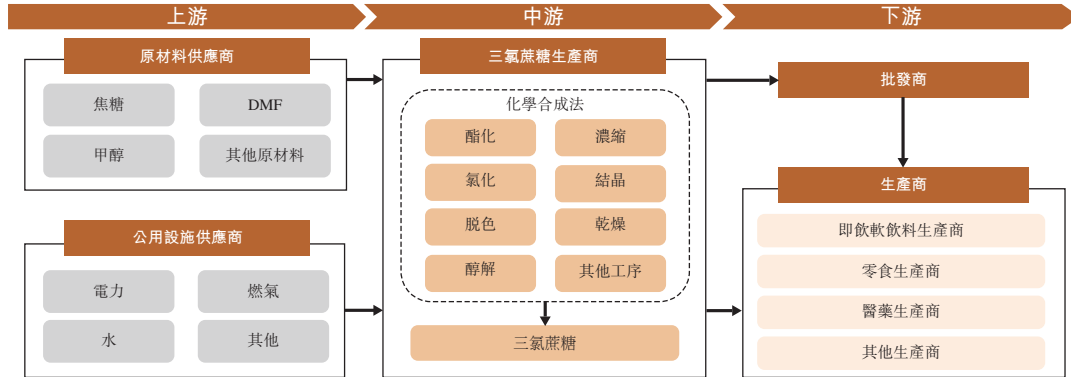 上游
中游
下游
原材料供應商
焦糖
DMF
甲醇
其他原材料
公用設施供應商
電力
燃氣
水
其他
三氯蔗糖生產商
化學合成法
酯化
濃縮
氯化
結晶
脫色
乾燥
醇解
其他工序
三氯蔗糖
批發商
生產商
即飲軟飲料生產商
零食生產商
醫藥生產商
其他生產商